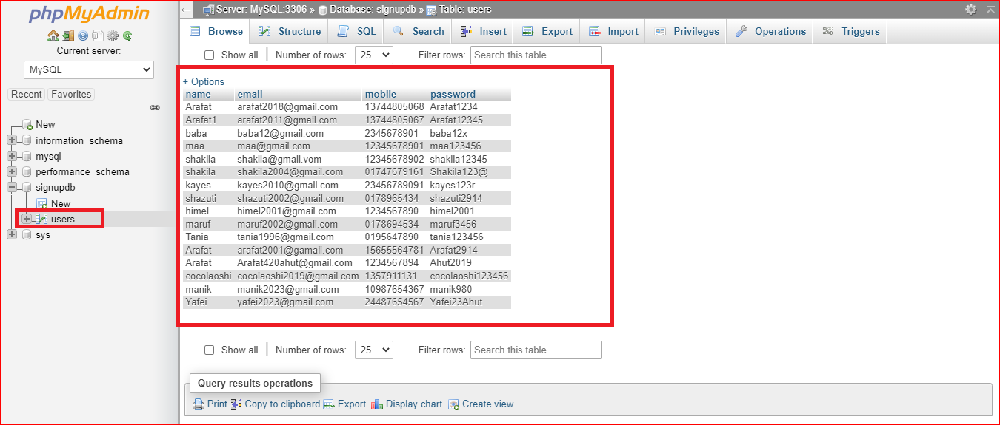 phpMyAdmin
Current server:
MySQL
Recent Favorites
New
information_schema
mysql
performance_schema
signupdb
New
users
sys
Server: MySQL:3306 » Database: signupdb » Table: users
Browse Structure SQL Search Insert Export Import Privileges Operations Triggers
Show all Number of rows: 25 Filter rows: Search this table
+ Options
name email mobile password
Arafat arafat2018@gmail.com 13744805068 Arafat1234
Arafat1 arafat2011@gmail.com 13744805067 Arafat12345
baba baba12@gmail.com 2345678901 baba12x
maa maa@gmail.com 12345678901 maa123456
shakila shakila@gmail.vom 12345678902 shakila12345
shakila shakila2004@gmail.com 01747679161 Shakila123@
kayes kayes2010@gmail.com 23456789091 kayes123r
shazuti shazuti2002@gmail.com 0178965434 shazuti2914
himel himel2001@gmail.com 1234567890 himel2001
maruf maruf2002@gmail.com 0178694534 maruf3456
Tania tania1996@gmail.com 0195647890 tania123456
Arafat arafat2001@gamail.com 15655564781 Arafat2914
Arafat Arafat420ahut@gmail.com 1234567894 Ahut2019
cocolaoshi cocolaoshi2019@gmail.com 1357911131 cocolaoshi123456
manik manik2023@gmail.com 10987654367 manik980
Yafei yafei2023@gmail.com 24487654567 Yafei23Ahut
Show all Number of rows: 25 Filter rows: Search this table
Query results operations
Print Copy to clipboard Export Display chart Create view